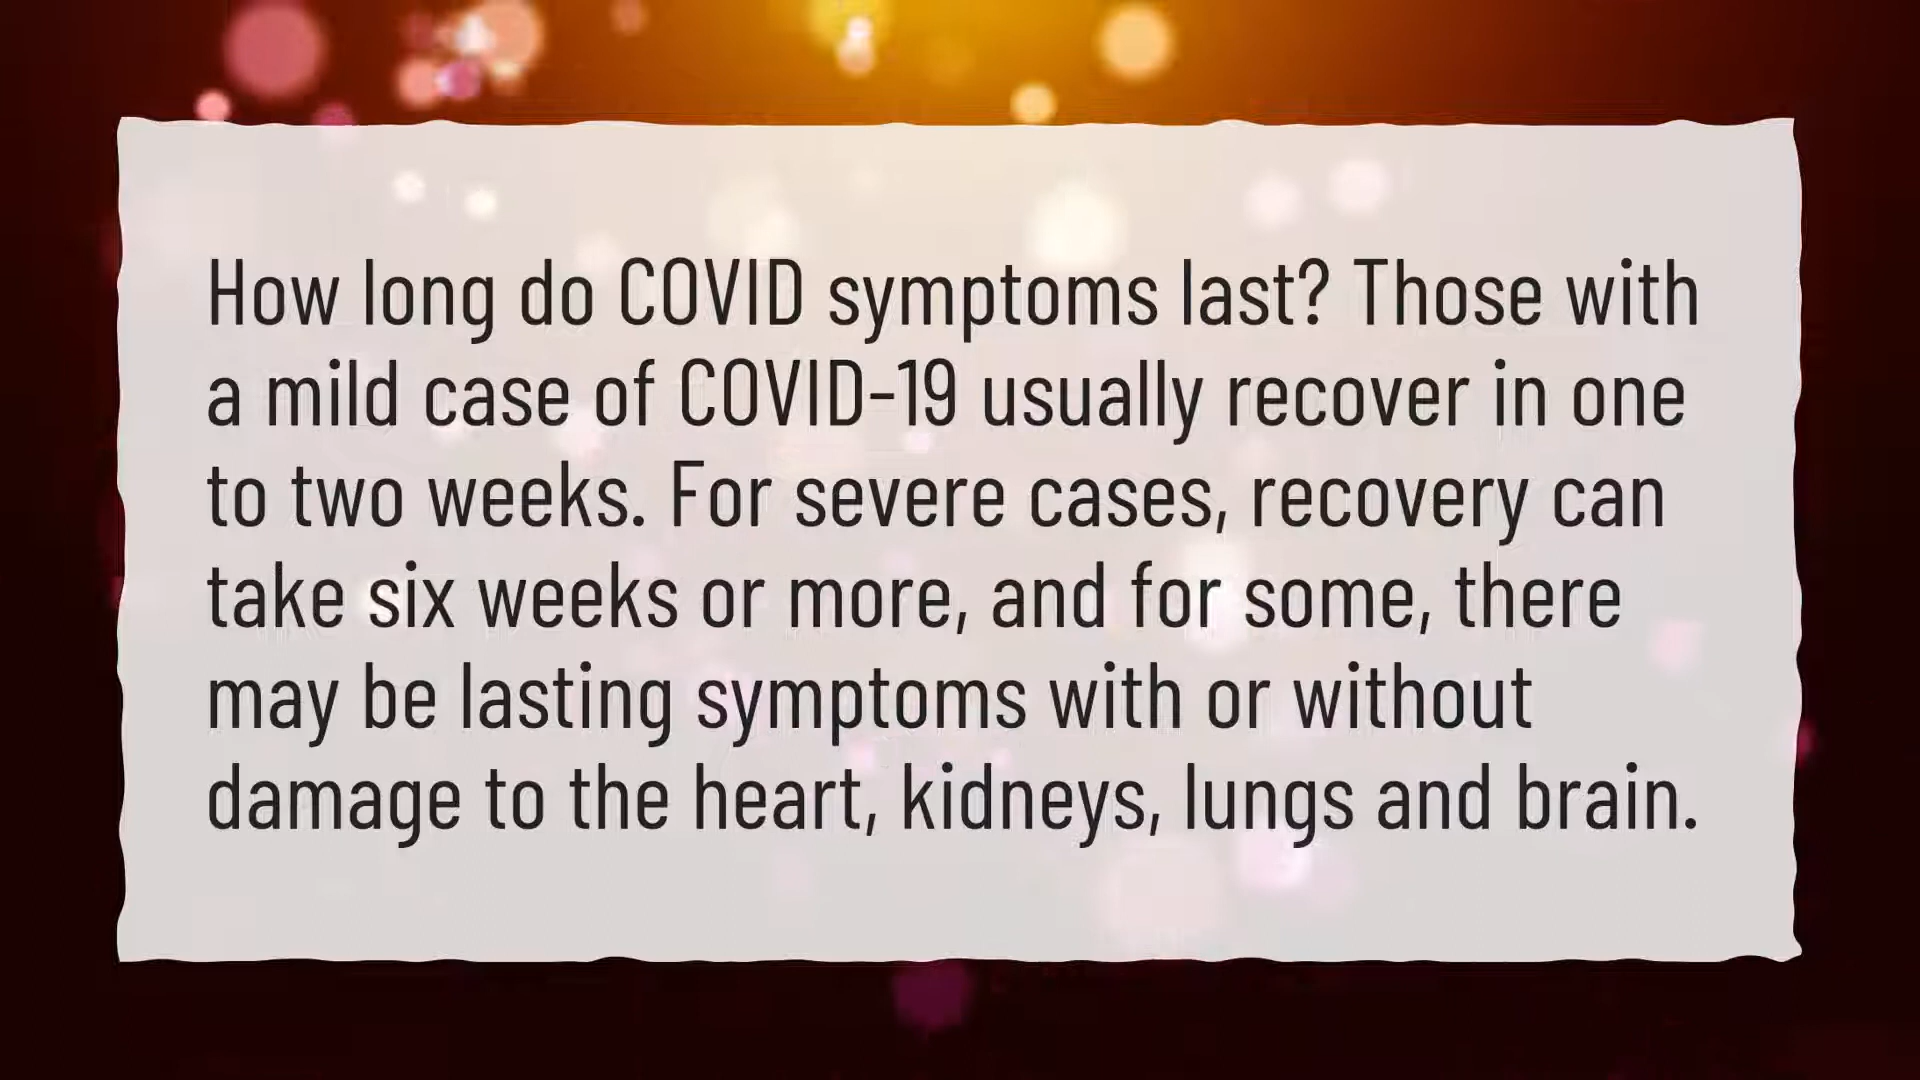 How long do COVID symptoms last? Those with
a mild case of COVID-19 usually recover in one
to two weeks. For severe cases, recovery can
take six weeks or more, and for some, there
may be lasting symptoms with or without
damage to the heart, kidneys, lungs and brain.